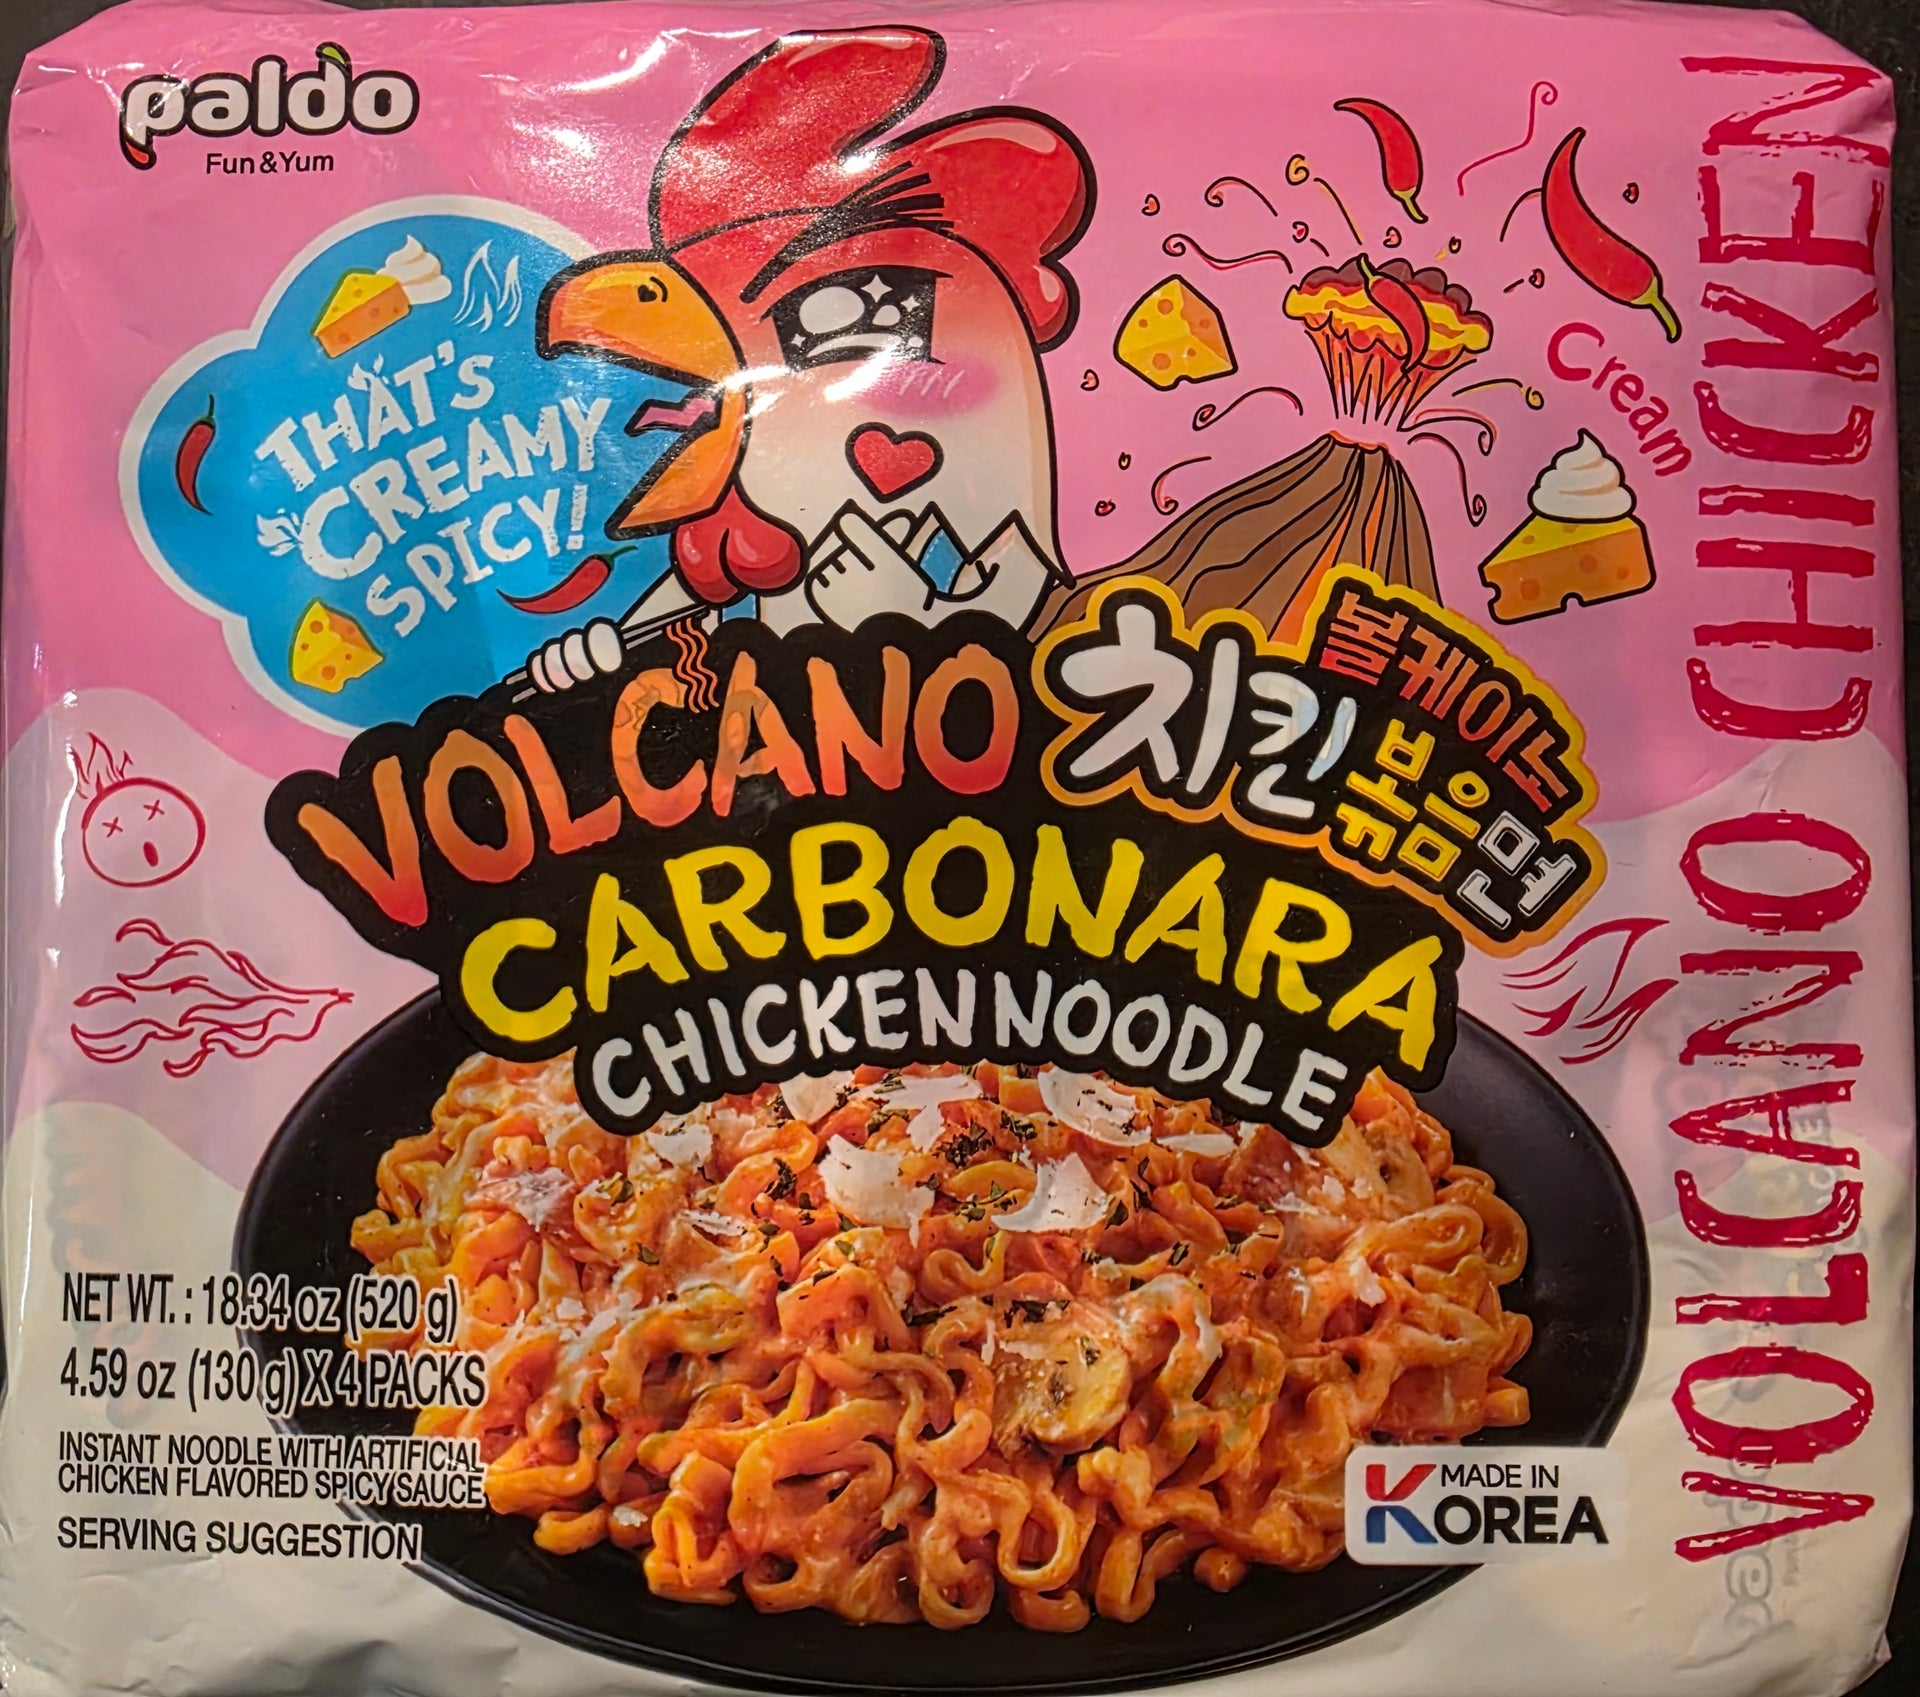 paldo
Fun&Yum
THAT'S
CREAMY
SPICY!
Cream
VOLCANO
치킨
볼케이노
볶음면
CARBONARA
CHICKEN NOODLE
VOLCANO CHICKEN
NET WT. : 18.34 oz (520 g)
4.59 oz (130 g) X 4 PACKS
INSTANT NOODLE WITH ARTIFICIAL
CHICKEN FLAVORED SPICY SAUCE
SERVING SUGGESTION
MADE IN
KOREA